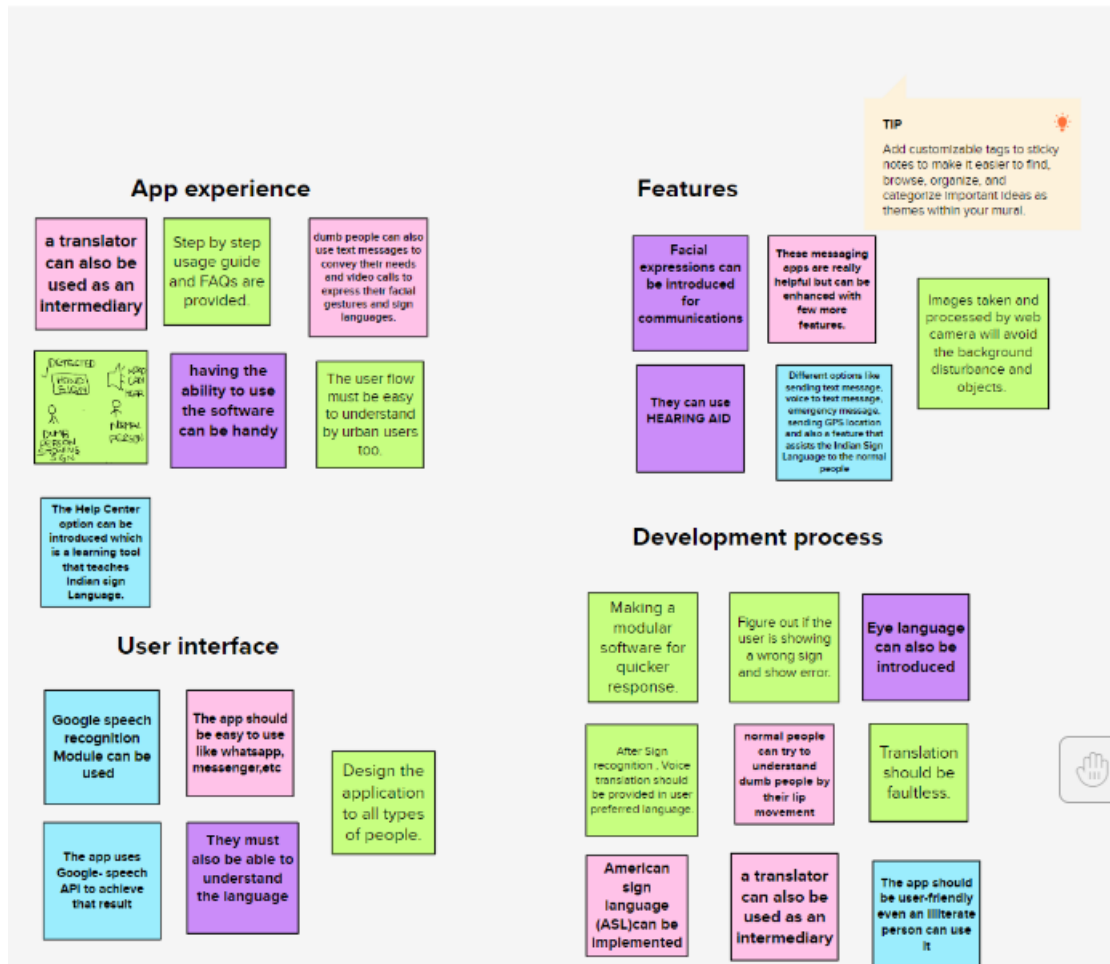 TIP
Add customizable tags to sticky
notes to make it easier to find,
browse, organize, and
categorize important ideas as
themes within your mural.
App experience
a translator
can also be
used as an
intermediary
Step by step
usage guide
and FAQs are
provided.
dumb people can also
use text messages to
convey their needs
and video calls to
express their facial
gestures and sign
languages.
DETECTED
HAND
SIGN
DUMB
PERSON
SHOWING
SIGN
CAN
HEAR
NORMAL
PERSON
having the
ability to use
the software
can be handy
The user flow
must be easy
to understand
by urban users
too.
The Help Center
option can be
introduced which
is a learning tool
that teaches
Indian sign
Language.
Features
Facial
expressions can
be introduced
for
communications
These messaging
apps are really
helpful but can be
enhanced with
few more
features.
Images taken and
processed by web
camera will avoid
the background
disturbance and
objects.
They can use
HEARING AID
Different options like
sending text message,
voice to text message,
emergency message,
sending GPS location
and also a feature that
assists the Indian Sign
Language to the normal
people
User interface
Google speech
recognition
Module can be
used
The app should
be easy to use
like whatsapp,
messenger,etc
Design the
application
to all types
of people.
The app uses
Google- speech
API to achieve
that result
They must
also be able to
understand
the language
Development process
Making a
modular
software for
quicker
response.
Figure out if the
user is showing
a wrong sign
and show error.
Eye language
can also be
introduced
After Sign
recognition , Voice
translation should
be provided in user
preferred language.
normal people
can try to
understand
dumb people by
their lip
movement
Translation
should be
faultless.
American
sign
language
(ASL)can be
implemented
a translator
can also be
used as an
intermediary
The app should
be user-friendly
even an illiterate
person can use
it